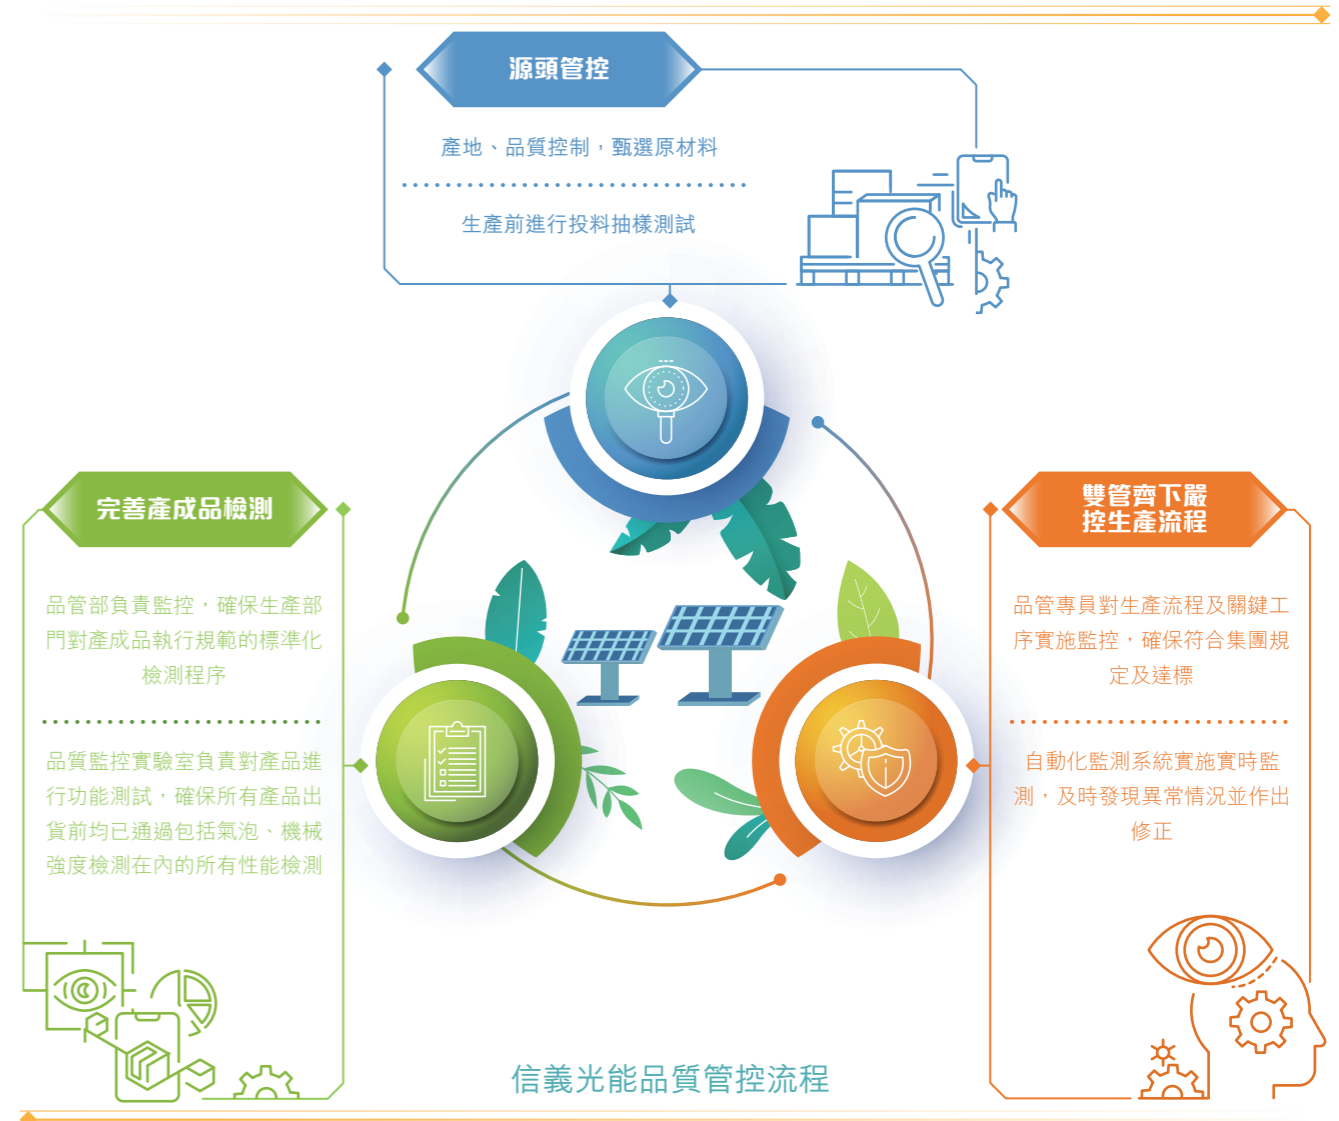 源頭管控
產地、品質控制，甄選原材料
生產前進行投料抽樣測試
完善產成品檢測
品管部負責監控，確保生產部
門對產成品執行規範的標準化
檢測程序
品質監控實驗室負責對產品進
行功能測試，確保所有產品出
貨前均已通過包括氣泡、機械
強度檢測在內的所有性能檢測
雙管齊下嚴
控生產流程
品管專員對生產流程及關鍵工
序實施監控，確保符合集團規
定及達標
自動化監測系統實施實時監
測，及時發現異常情況並作出
修正
信義光能品質管控流程